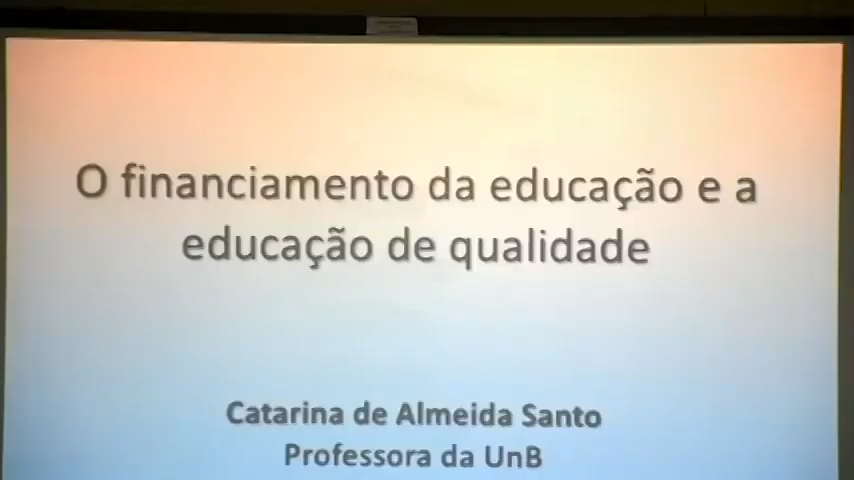 O financiamento da educação e a
educação de qualidade
Catarina de Almeida Santo
Professora da UnB